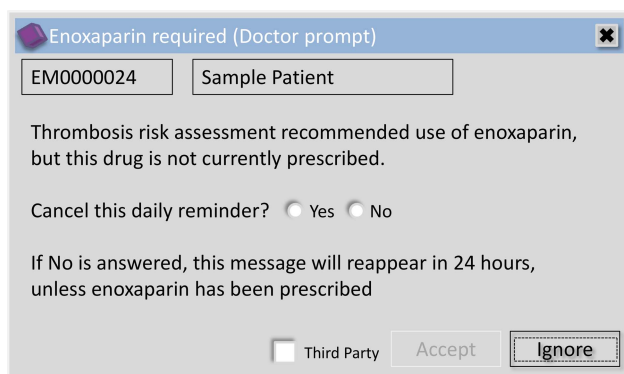 Enoxaparin required (Doctor prompt)
EM0000024 Sample Patient
Thrombosis risk assessment recommended use of enoxaparin,
but this drug is not currently prescribed.
Cancel this daily reminder? Yes No
If No is answered, this message will reappear in 24 hours,
unless enoxaparin has been prescribed
Third Party Accept Ignore